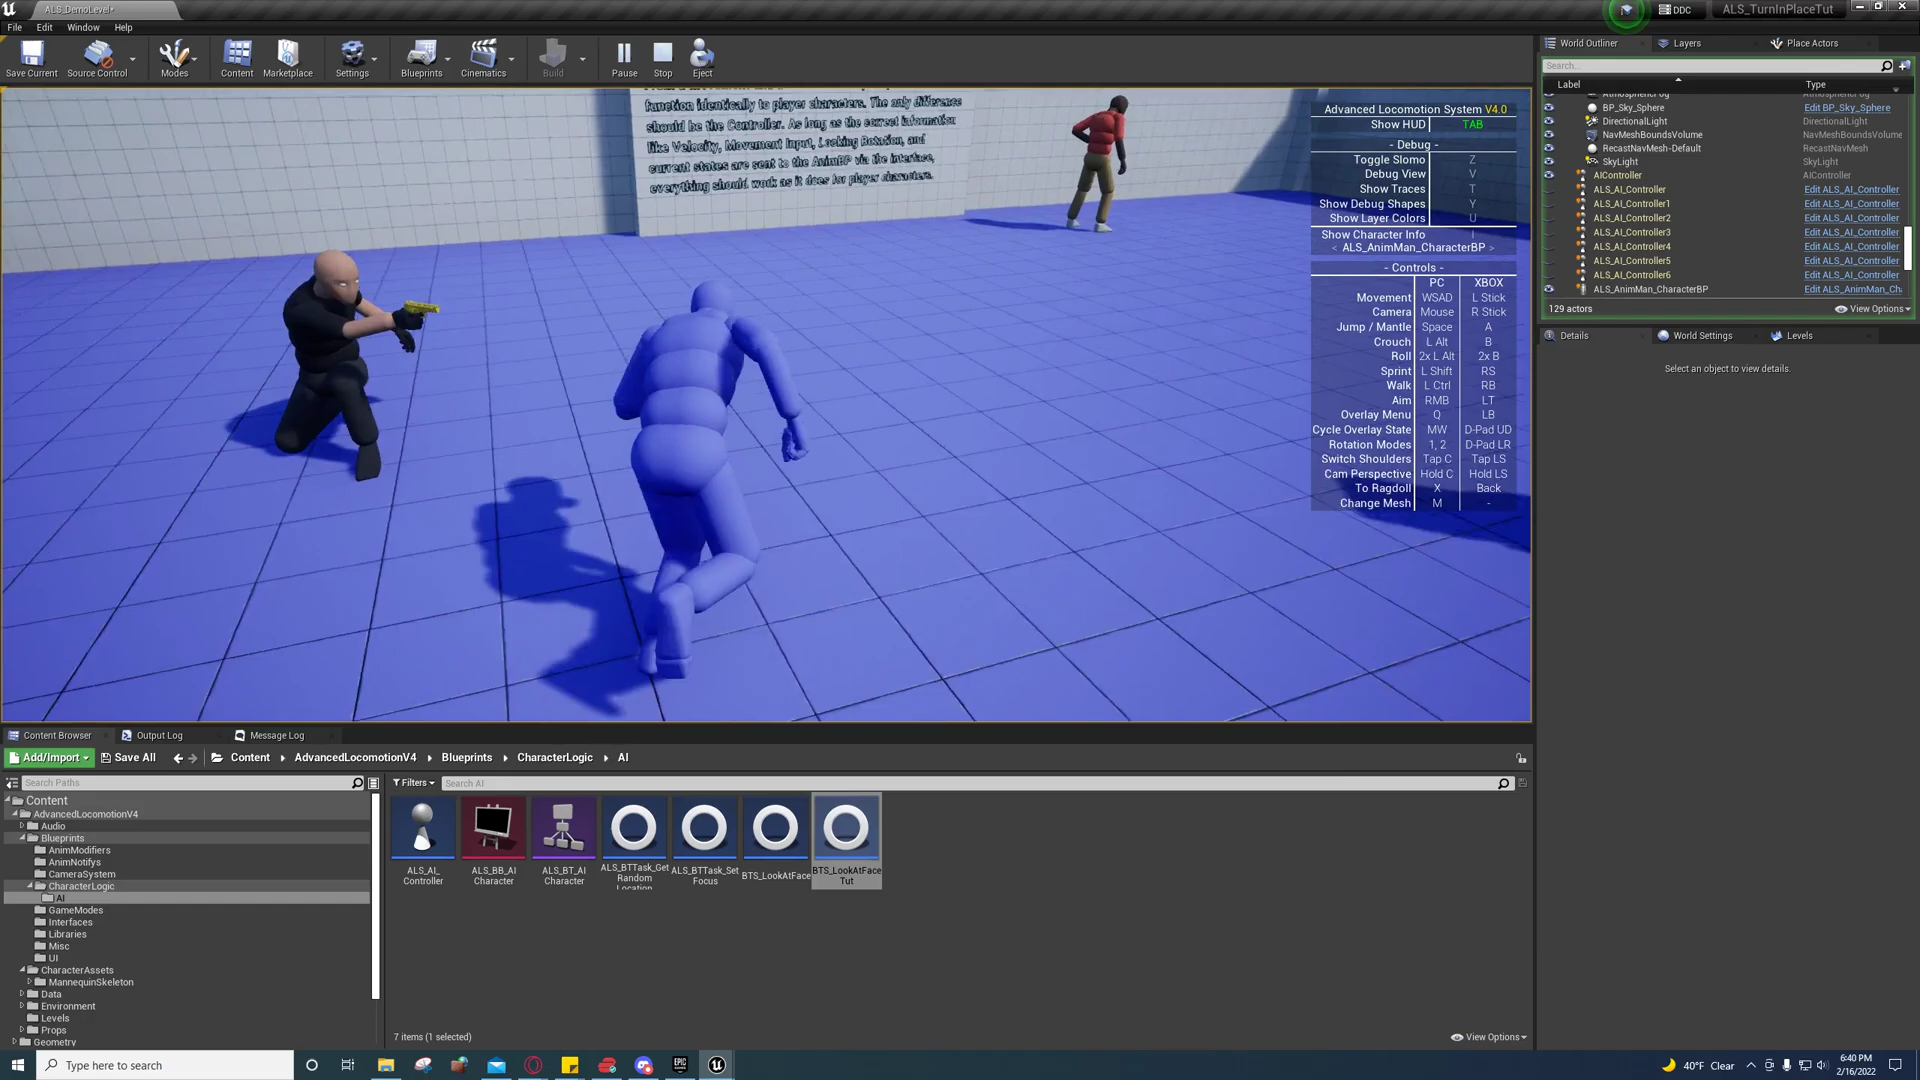 ALS_DemoLevel*
DDC
ALS_TurnInPlaceTut
File Edit Window Help
Save Current
Source Control
Modes
Content
Marketplace
Settings
Blueprints
Cinematics
Build
Pause
Stop
Eject
function identically to player characters. The only difference
should be the Controller. As long as the correct information
like Velocity, Movement Input, Looking Rotation, and
current states are sent to the AnimBP via the interface,
everything should work as it does for player characters.
Advanced Locomotion System V4.0
Show HUD TAB
- Debug -
Toggle Slomo Z
Debug View V
Show Traces T
Show Debug Shapes Y
Show Layer Colors U
Show Character Info I
< ALS_AnimMan_CharacterBP >
- Controls -
PC XBOX
Movement WSAD L Stick
Camera Mouse R Stick
Jump / Mantle Space A
Crouch L Alt B
Roll 2x L Alt 2x B
Sprint L Shift RS
Walk L Ctrl RB
Aim RMB LT
Overlay Menu Q LB
Cycle Overlay State MW D-Pad UD
Rotation Modes 1, 2 D-Pad LR
Switch Shoulders Tap C Tap LS
Cam Perspective Hold C Hold LS
To Ragdoll X Back
Change Mesh M -
World Outliner Layers Place Actors
Search...
Label Type
BP_Sky_Sphere Edit BP_Sky_Sphere
DirectionalLight DirectionalLight
NavMeshBoundsVolume NavMeshBoundsVolume
RecastNavMesh-Default RecastNavMesh
SkyLight SkyLight
AIController AIController
ALS_AI_Controller Edit ALS_AI_Controller
ALS_AI_Controller1 Edit ALS_AI_Controller
ALS_AI_Controller2 Edit ALS_AI_Controller
ALS_AI_Controller3 Edit ALS_AI_Controller
ALS_AI_Controller4 Edit ALS_AI_Controller
ALS_AI_Controller5 Edit ALS_AI_Controller
ALS_AI_Controller6 Edit ALS_AI_Controller
ALS_AnimMan_CharacterBP Edit ALS_AnimMan_Ch
129 actors View Options
Details World Settings Levels
Select an object to view details.
Content Browser Output Log Message Log
Add/Import Save All Content AdvancedLocomotionV4 Blueprints CharacterLogic AI
Search Paths
Filters Search AI
Content
AdvancedLocomotionV4
Audio
Blueprints
AnimModifiers
AnimNotifys
CameraSystem
CharacterLogic
AI
GameModes
Interfaces
Libraries
Misc
UI
CharacterAssets
MannequinSkeleton
Data
Environment
Levels
Props
Geometry
ALS_AI_
Controller
ALS_BB_AI
Character
ALS_BT_AI
Character
ALS_BTTask_Get
Random
Location
ALS_BTTask_Set
Focus
BTS_LookAtFace
BTS_LookAtFace
Tut
7 items (1 selected) View Options
Type here to search
EPIC
40°F Clear
6:40 PM
2/16/2022